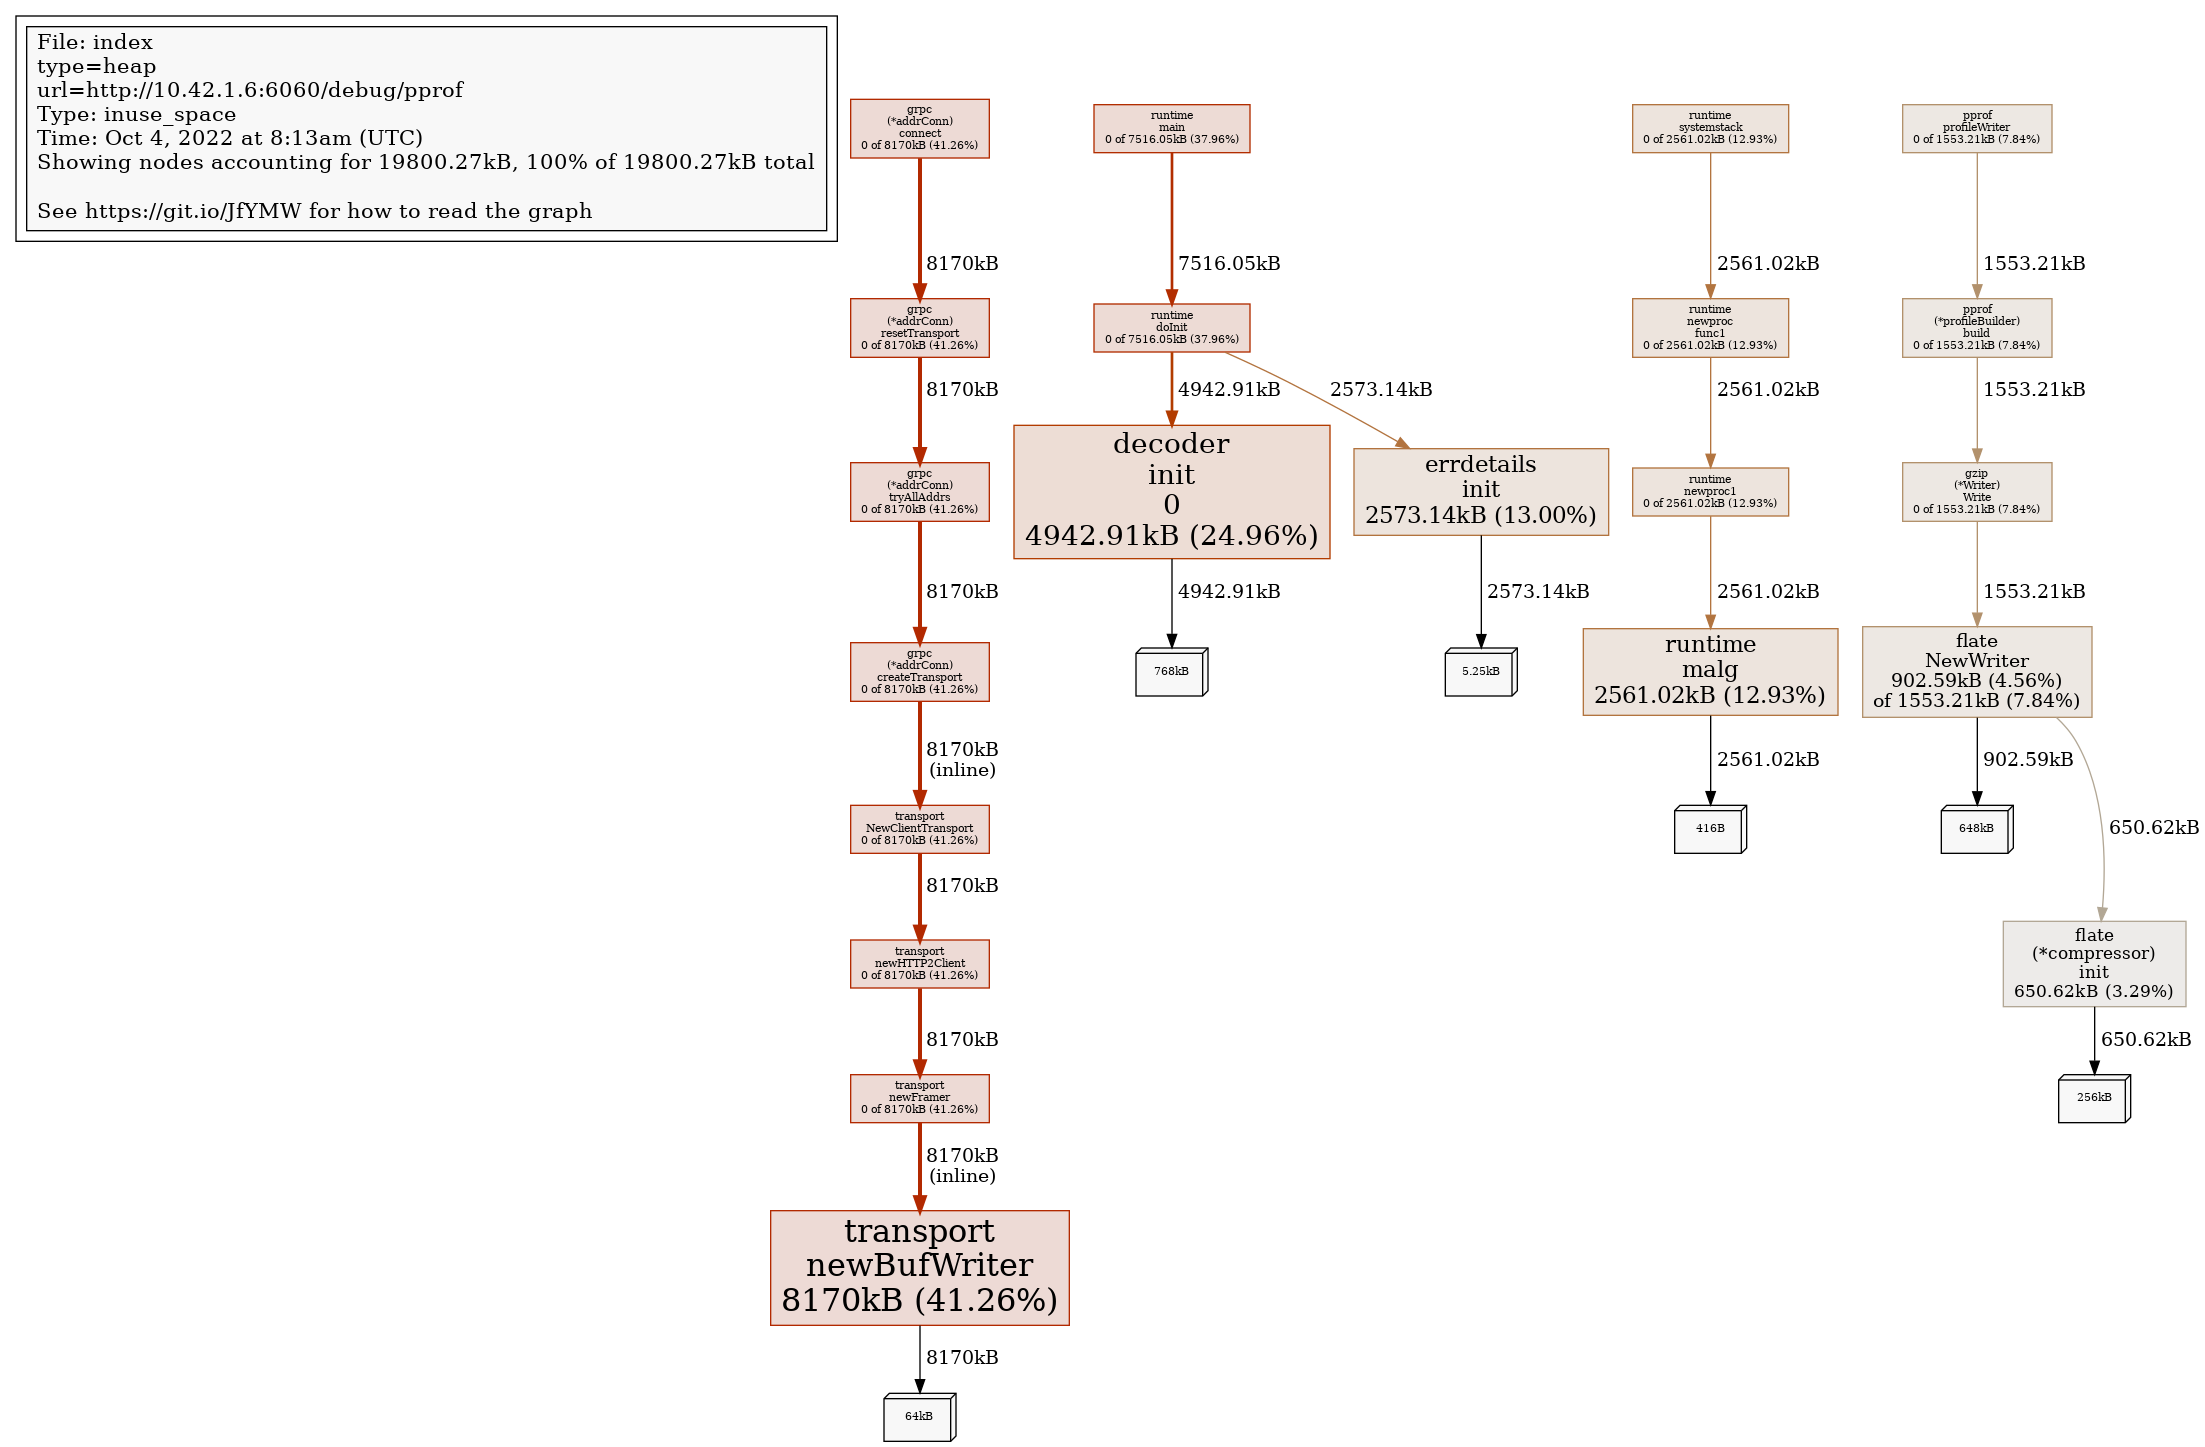 File: index
type=heap
url=http://10.42.1.6:6060/debug/pprof
Type: inuse_space
Time: Oct 4, 2022 at 8:13am (UTC)
Showing nodes accounting for 19800.27kB, 100% of 19800.27kB total
See https://git.io/JfYMW for how to read the graph
grpc
(*addrConn)
connect
0 of 8170kB (41.26%)
8170kB
grpc
(*addrConn)
resetTransport
0 of 8170kB (41.26%)
8170kB
grpc
(*addrConn)
tryAllAddrs
0 of 8170kB (41.26%)
8170kB
grpc
(*addrConn)
createTransport
0 of 8170kB (41.26%)
8170kB
(inline)
transport
NewClientTransport
0 of 8170kB (41.26%)
8170kB
transport
newHTTP2Client
0 of 8170kB (41.26%)
8170kB
transport
newFramer
0 of 8170kB (41.26%)
8170kB
(inline)
transport
newBufWriter
8170kB (41.26%)
8170kB
64kB
runtime
main
0 of 7516.05kB (37.96%)
7516.05kB
runtime
doInit
0 of 7516.05kB (37.96%)
4942.91kB
2573.14kB
decoder
init
0
4942.91kB (24.96%)
4942.91kB
768kB
errdetails
init
2573.14kB (13.00%)
2573.14kB
5.25kB
runtime
systemstack
0 of 2561.02kB (12.93%)
2561.02kB
runtime
newproc
func1
0 of 2561.02kB (12.93%)
2561.02kB
runtime
newproc1
0 of 2561.02kB (12.93%)
2561.02kB
runtime
malg
2561.02kB (12.93%)
2561.02kB
416B
pprof
profileWriter
0 of 1553.21kB (7.84%)
1553.21kB
pprof
(*profileBuilder)
build
0 of 1553.21kB (7.84%)
1553.21kB
gzip
(*Writer)
Write
0 of 1553.21kB (7.84%)
1553.21kB
flate
NewWriter
902.59kB (4.56%)
of 1553.21kB (7.84%)
902.59kB
648kB
650.62kB
flate
(*compressor)
init
650.62kB (3.29%)
650.62kB
256kB